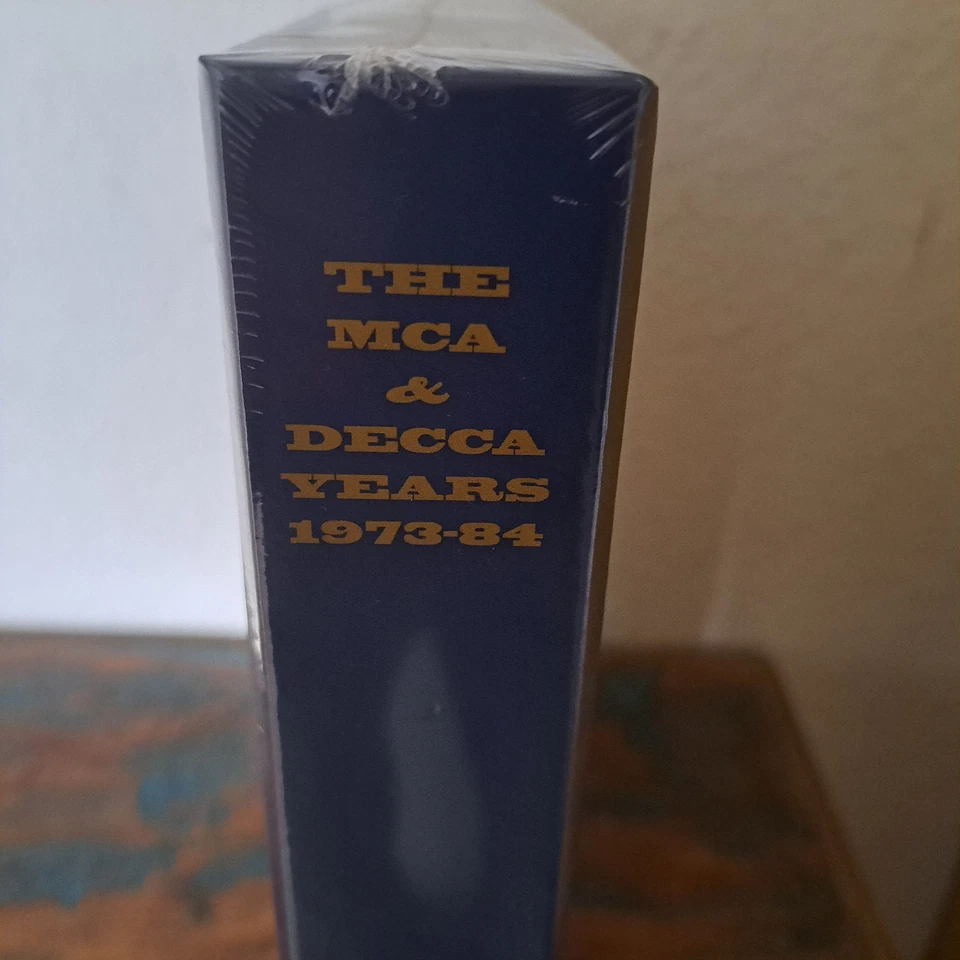 THE
MCA
&
DECCA
YEARS
1973-84